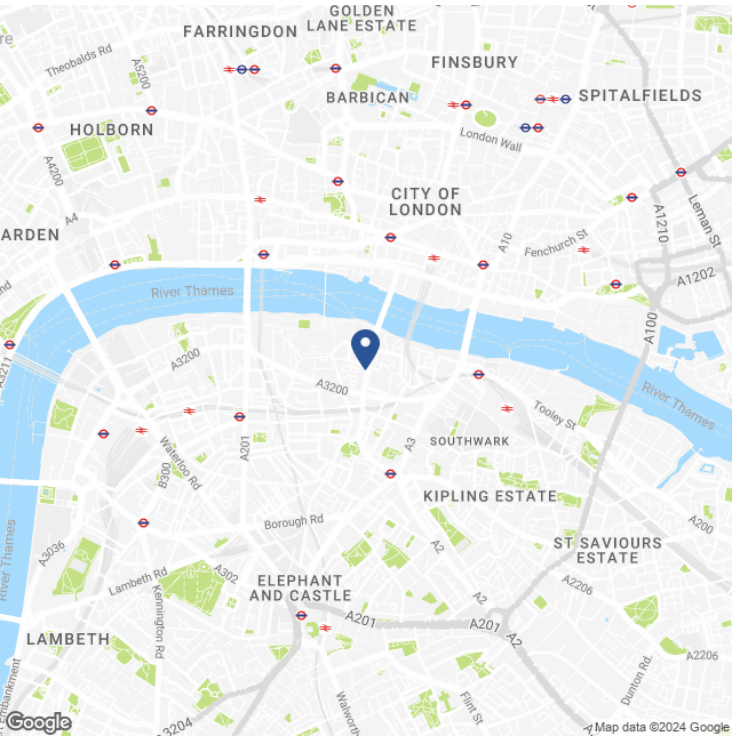 GOLDEN
LANE ESTATE
FARRINGDON
Theobalds Rd
A5200
FINSBURY
BARBICAN
SPITALFIELDS
HOLBORN
London Wall
A4200
CITY OF
LONDON
A4
ARDEN
A10
Fenchurch St
A1210
Leman St
A1202
River Thames
A100
A3211
A3200
A3200
River Thames
Tooley St
A201
A3
SOUTHWARK
Waterloo Rd
B300
KIPLING ESTATE
Borough Rd
A200
A3036
A2
ST SAVIOURS
ESTATE
River Thames
Lambeth Rd
A302
ELEPHANT
AND CASTLE
A2206
Kennington Rd
A2
A201
A201
A2
LAMBETH
A2206
Embankment
Dunton Rd.
Walworth
Flint St
A3204
Google
Map data ©2024 Google